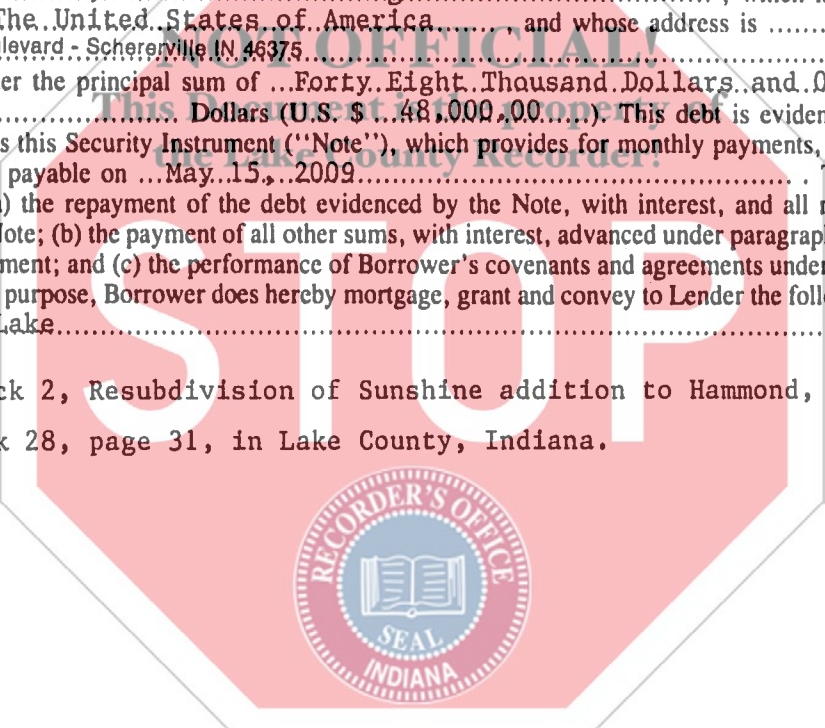 The United States of America......, and whose address is .......
levard - Schererville IN 46375
NOT OFFICIAL!
er the principal sum of ...Forty Eight Thousand Dollars and 0
This Document is the property of
.................... Dollars (U.S. $ ..48,000.00.....). This debt is eviden
s this Security Instrument ("Note"), which provides for monthly payments,
the Lake County Recorder!
payable on ...May 15, 2009.......................................................... .
) the repayment of the debt evidenced by the Note, with interest, and all
Note; (b) the payment of all other sums, with interest, advanced under paragrap
ment; and (c) the performance of Borrower's covenants and agreements unde
purpose, Borrower does hereby mortgage, grant and convey to Lender the foll
Lake........................................................................................
STOP
ck 2, Resubdivision of Sunshine addition to Hammond,
k 28, page 31, in Lake County, Indiana.
RECORDER'S OFFICE
SEAL
INDIANA